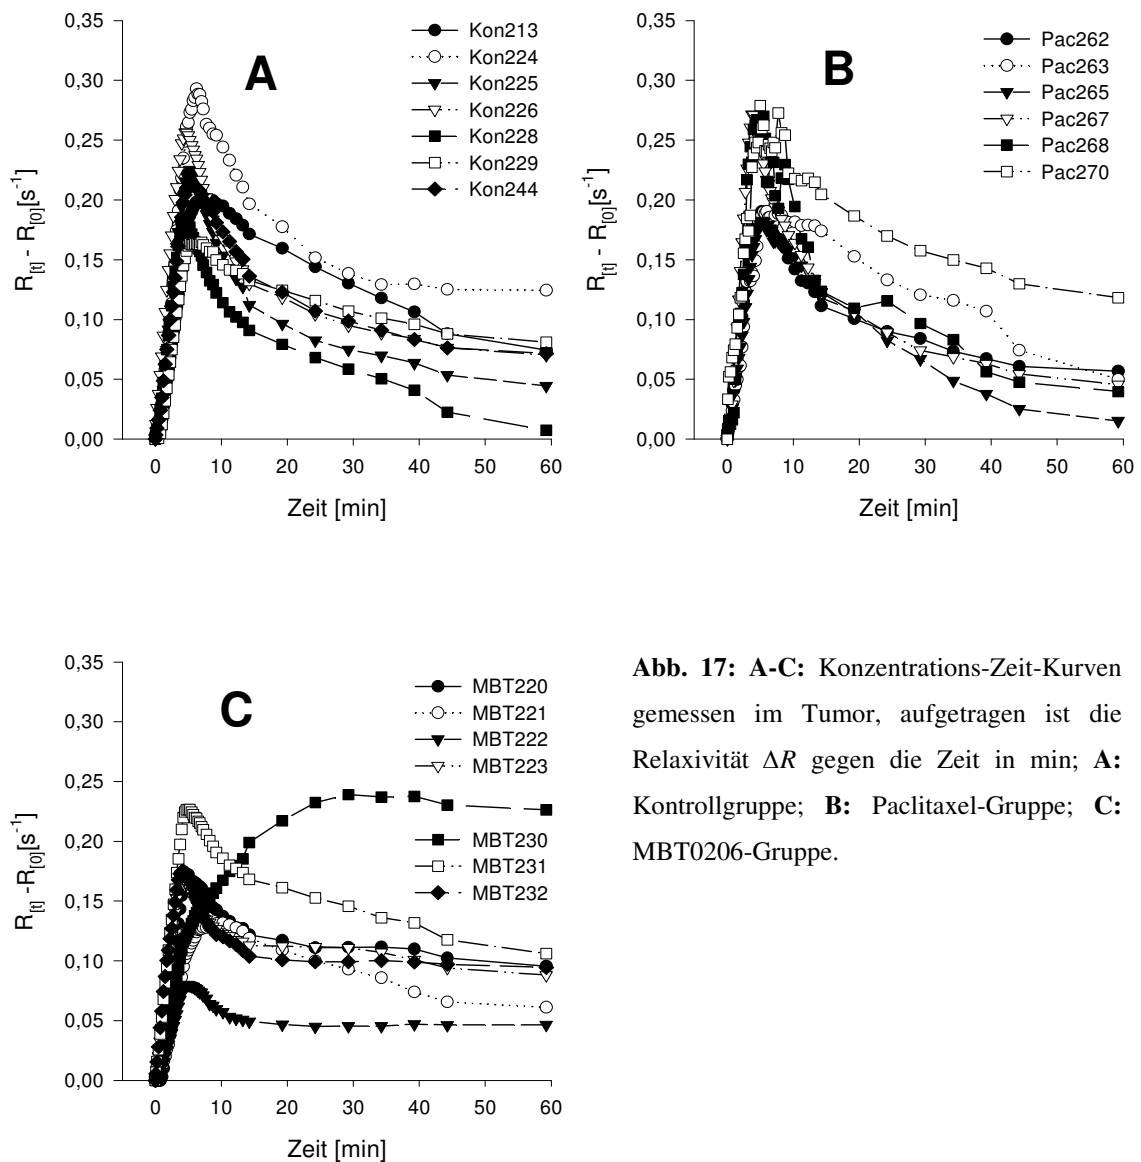 A
0,35
0,30
0,25
0,20
0,15
0,10
0,05
0,00
R[t] - R[0][s-1]
0 10 20 30 40 50 60
Zeit [min]
Kon213
Kon224
Kon225
Kon226
Kon228
Kon229
Kon244
B
0,35
0,30
0,25
0,20
0,15
0,10
0,05
0,00
R[t] - R[0][s-1]
0 10 20 30 40 50 60
Zeit [min]
Pac262
Pac263
Pac265
Pac267
Pac268
Pac270
C
0,35
0,30
0,25
0,20
0,15
0,10
0,05
0,00
R[t] -R[0][s-1]
0 10 20 30 40 50 60
Zeit [min]
MBT220
MBT221
MBT222
MBT223
MBT230
MBT231
MBT232
Abb. 17: A-C: Konzentrations-Zeit-Kurven
gemessen im Tumor, aufgetragen ist die
Relaxivität ΔR gegen die Zeit in min; A:
Kontrollgruppe; B: Paclitaxel-Gruppe; C:
MBT0206-Gruppe.